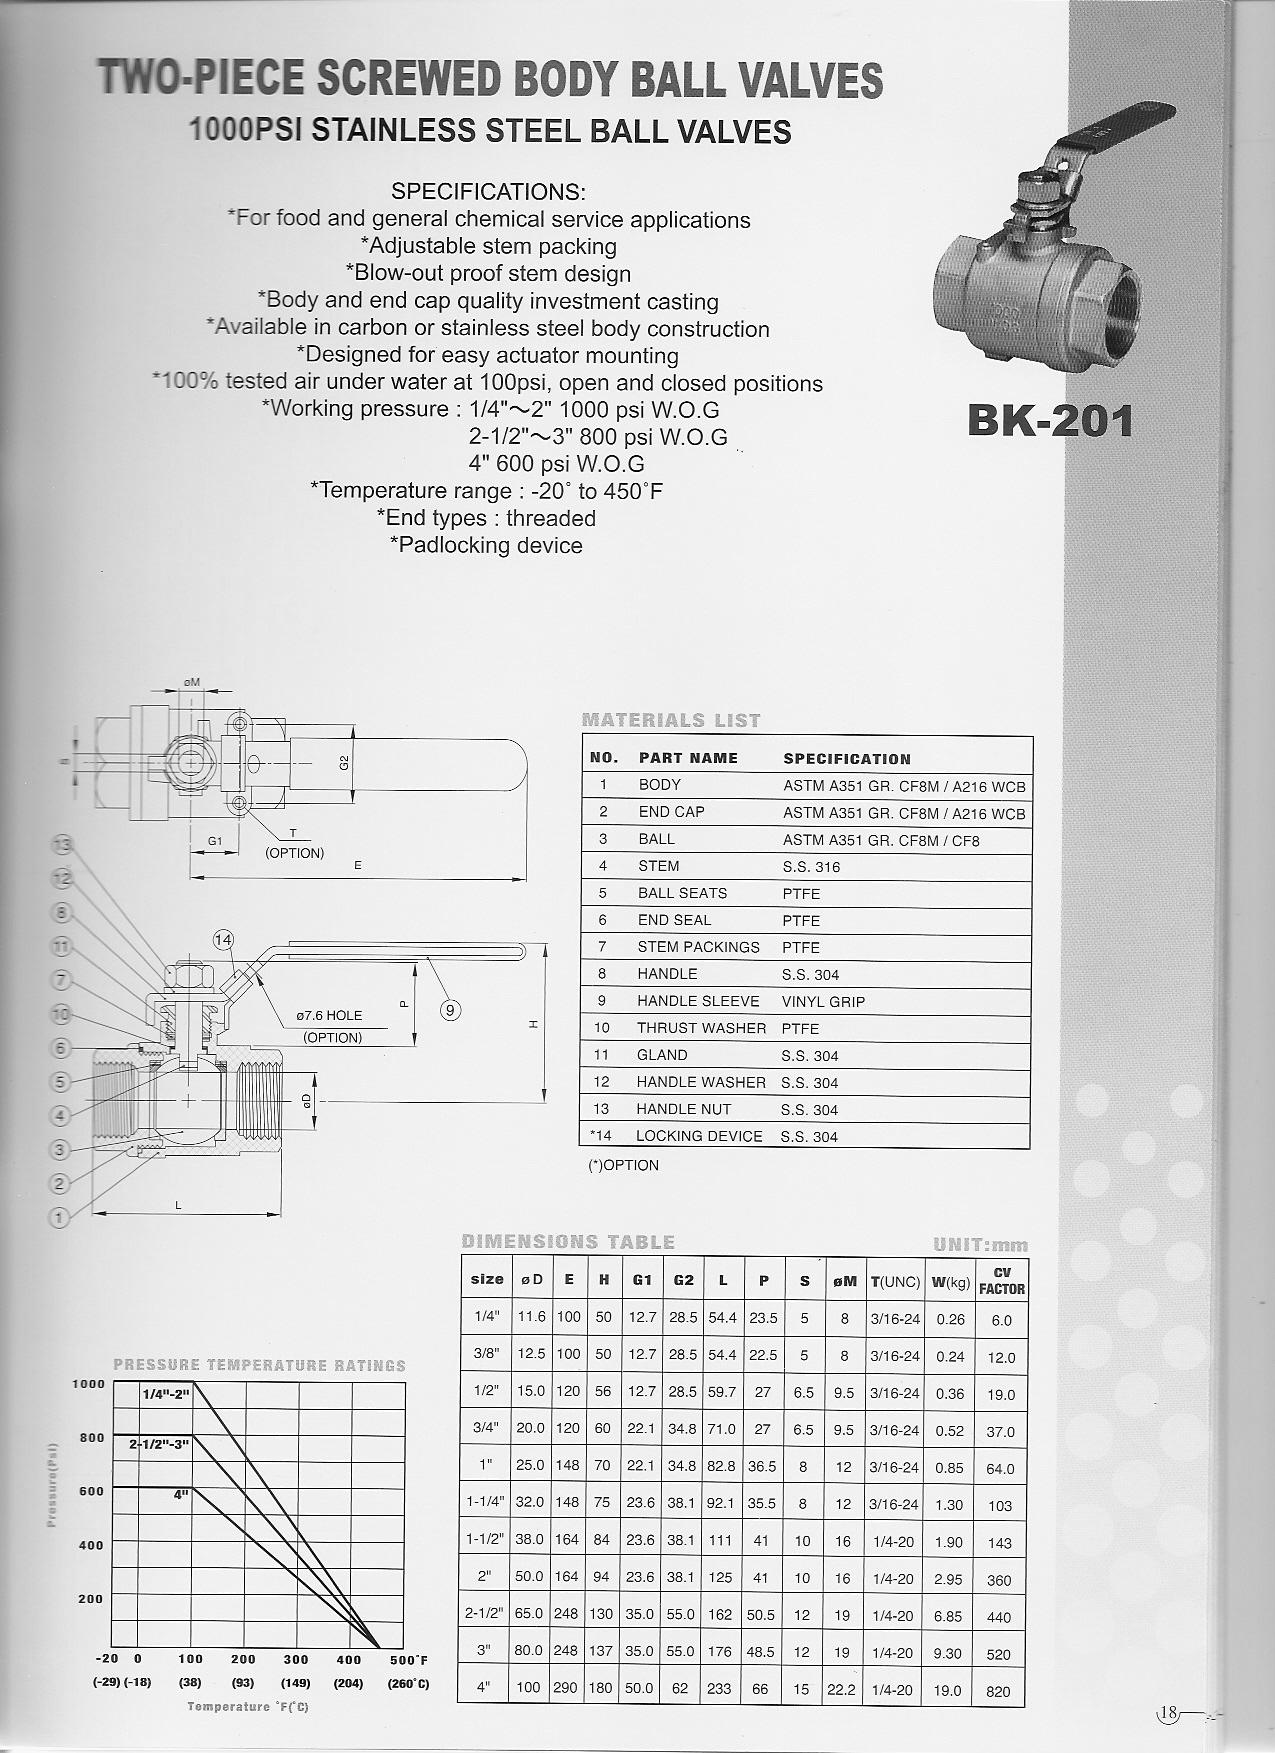 TWO-PIECE SCREWED BODY BALL VALVES
1000PSI STAINLESS STEEL BALL VALVES
SPECIFICATIONS:
*For food and general chemical service applications
*Adjustable stem packing
*Blow-out proof stem design
*Body and end cap quality investment casting
*Available in carbon or stainless steel body construction
*Designed for easy actuator mounting
*100% tested air under water at 100psi, open and closed positions
*Working pressure : 1/4"~2" 1000 psi W.O.G
2-1/2"~3" 800 psi W.O.G
4" 600 psi W.O.G
*Temperature range : -20° to 450°F
*End types : threaded
*Padlocking device
BK-201
øM
G2
G1
T
(OPTION)
E
13
12
8
11
7
10
6
5
4
3
2
1
14
9
ø7.6 HOLE
(OPTION)
P
H
øD
L
MATERIALS LIST
NO. PART NAME SPECIFICATION
1 BODY ASTM A351 GR. CF8M / A216 WCB
2 END CAP ASTM A351 GR. CF8M / A216 WCB
3 BALL ASTM A351 GR. CF8M / CF8
4 STEM S.S. 316
5 BALL SEATS PTFE
6 END SEAL PTFE
7 STEM PACKINGS PTFE
8 HANDLE S.S. 304
9 HANDLE SLEEVE VINYL GRIP
10 THRUST WASHER PTFE
11 GLAND S.S. 304
12 HANDLE WASHER S.S. 304
13 HANDLE NUT S.S. 304
*14 LOCKING DEVICE S.S. 304
(*)OPTION
DIMENSIONS TABLE UNIT:mm
size øD E H G1 G2 L P S øM T(UNC) W(kg) CV FACTOR
1/4" 11.6 100 50 12.7 28.5 54.4 23.5 5 8 3/16-24 0.26 6.0
3/8" 12.5 100 50 12.7 28.5 54.4 22.5 5 8 3/16-24 0.24 12.0
1/2" 15.0 120 56 12.7 28.5 59.7 27 6.5 9.5 3/16-24 0.36 19.0
3/4" 20.0 120 60 22.1 34.8 71.0 27 6.5 9.5 3/16-24 0.52 37.0
1" 25.0 148 70 22.1 34.8 82.8 36.5 8 12 3/16-24 0.85 64.0
1-1/4" 32.0 148 75 23.6 38.1 92.1 35.5 8 12 3/16-24 1.30 103
1-1/2" 38.0 164 84 23.6 38.1 111 41 10 16 1/4-20 1.90 143
2" 50.0 164 94 23.6 38.1 125 41 10 16 1/4-20 2.95 360
2-1/2" 65.0 248 130 35.0 55.0 162 50.5 12 19 1/4-20 6.85 440
3" 80.0 248 137 35.0 55.0 176 48.5 12 19 1/4-20 9.30 520
4" 100 290 180 50.0 62 233 66 15 22.2 1/4-20 19.0 820
PRESSURE TEMPERATURE RATINGS
Pressure(Psi)
1000
800
600
400
200
1/4"-2"
2-1/2"-3"
4"
-20 0 100 200 300 400 500°F
(-29) (-18) (38) (93) (149) (204) (260°C)
Temperature °F(°C)
18